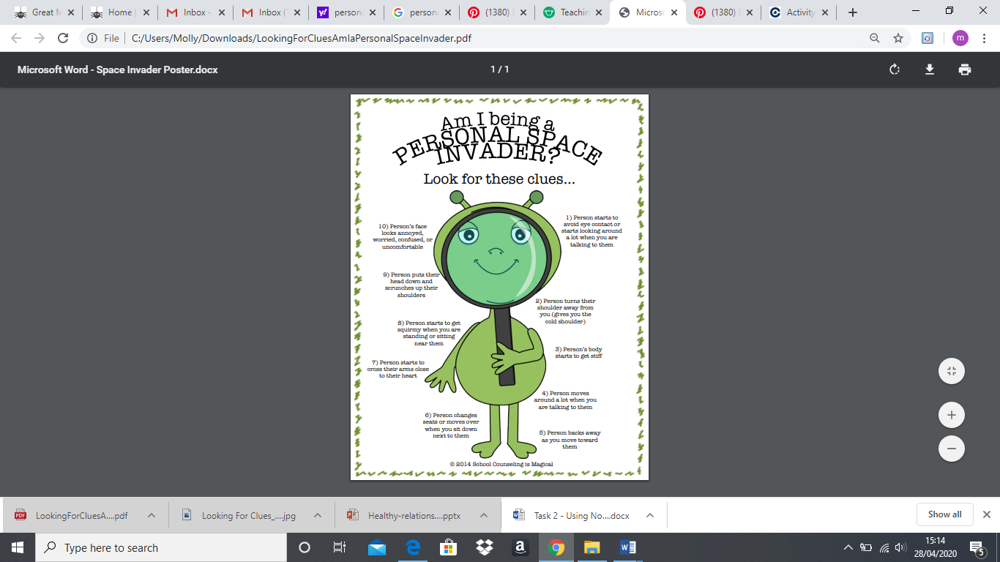 Great M
Home |
Inbox -
Inbox (
person
persona
(1380)
Teachin
Micros
(1380)
Activity
File | C:/Users/Molly/Downloads/LookingForCluesAmIaPersonalSpaceInvader.pdf
m
Microsoft Word - Space Invader Poster.docx
1 / 1
Am I being a
PERSONAL SPACE
INVADER?
Look for these clues...
1) Person starts to
avoid eye contact or
starts looking around
a lot when you are
talking to them
2) Person turns their
shoulder away from
you (gives you the
cold shoulder)
3) Person's body
starts to get stiff
4) Person moves
around a lot when you
are talking to them
5) Person backs away
as you move toward
them
6) Person changes
seats or moves over
when you sit down
next to them
7) Person starts to
cross their arms close
to their heart
8) Person starts to get
squirmy when you are
standing or sitting
near them
9) Person puts their
head down and
scrunches up their
shoulders
10) Person's face
looks annoyed,
worried, confused, or
uncomfortable
© 2014 School Counseling is Magical
LookingForCluesA....pdf
Looking For Clues_....jpg
Healthy-relations....pptx
Task 2 - Using No....docx
Show all
Type here to search
15:14
28/04/2020
5